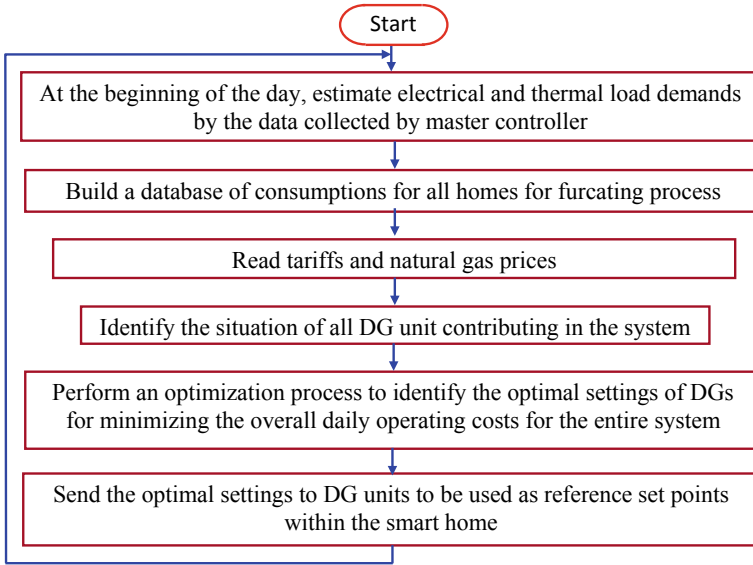 Start
At the beginning of the day, estimate electrical and thermal load demands
by the data collected by master controller
Build a database of consumptions for all homes for furcating process
Read tariffs and natural gas prices
Identify the situation of all DG unit contributing in the system
Perform an optimization process to identify the optimal settings of DGs
for minimizing the overall daily operating costs for the entire system
Send the optimal settings to DG units to be used as reference set points
within the smart home